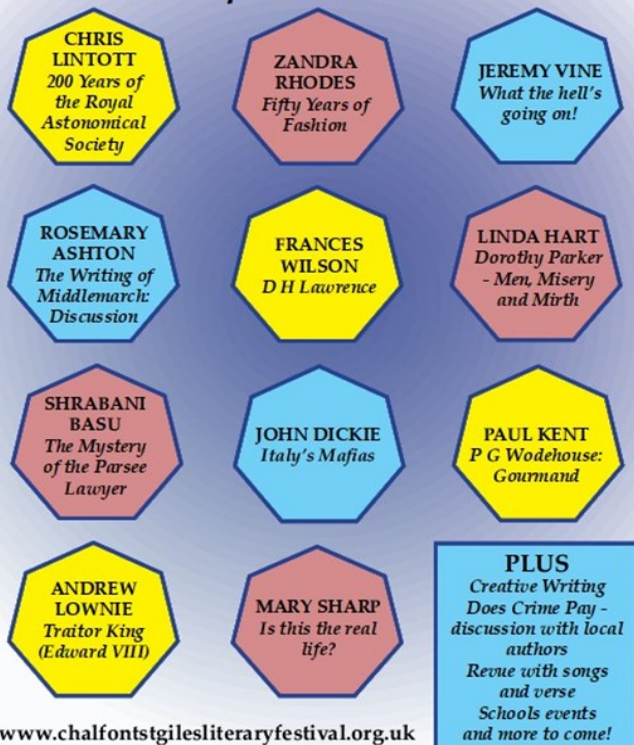 CHRIS
LINTOTT
200 Years of
the Royal
Astonomical
Society
ZANDRA
RHODES
Fifty Years of
Fashion
JEREMY VINE
What the hell's
going on!
ROSEMARY
ASHTON
The Writing of
Middlemarch:
Discussion
FRANCES
WILSON
D H Lawrence
LINDA HART
Dorothy Parker
- Men, Misery
and Mirth
SHRABANI
BASU
The Mystery
of the Parsee
Lawyer
JOHN DICKIE
Italy's Mafias
PAUL KENT
P G Wodehouse:
Gourmand
ANDREW
LOWNIE
Traitor King
(Edward VIII)
MARY SHARP
Is this the real
life?
PLUS
Creative Writing
Does Crime Pay -
discussion with local
authors
Revue with songs
and verse
Schools events
and more to come!
www.chalfontstgilesliteraryfestival.org.uk